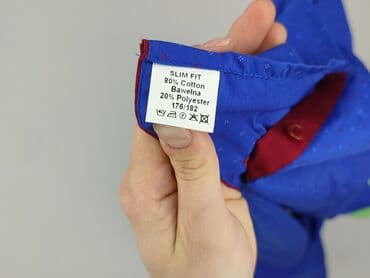 SLIM FIT
80% Cotton
Bawełna
20% Polyester
176/182